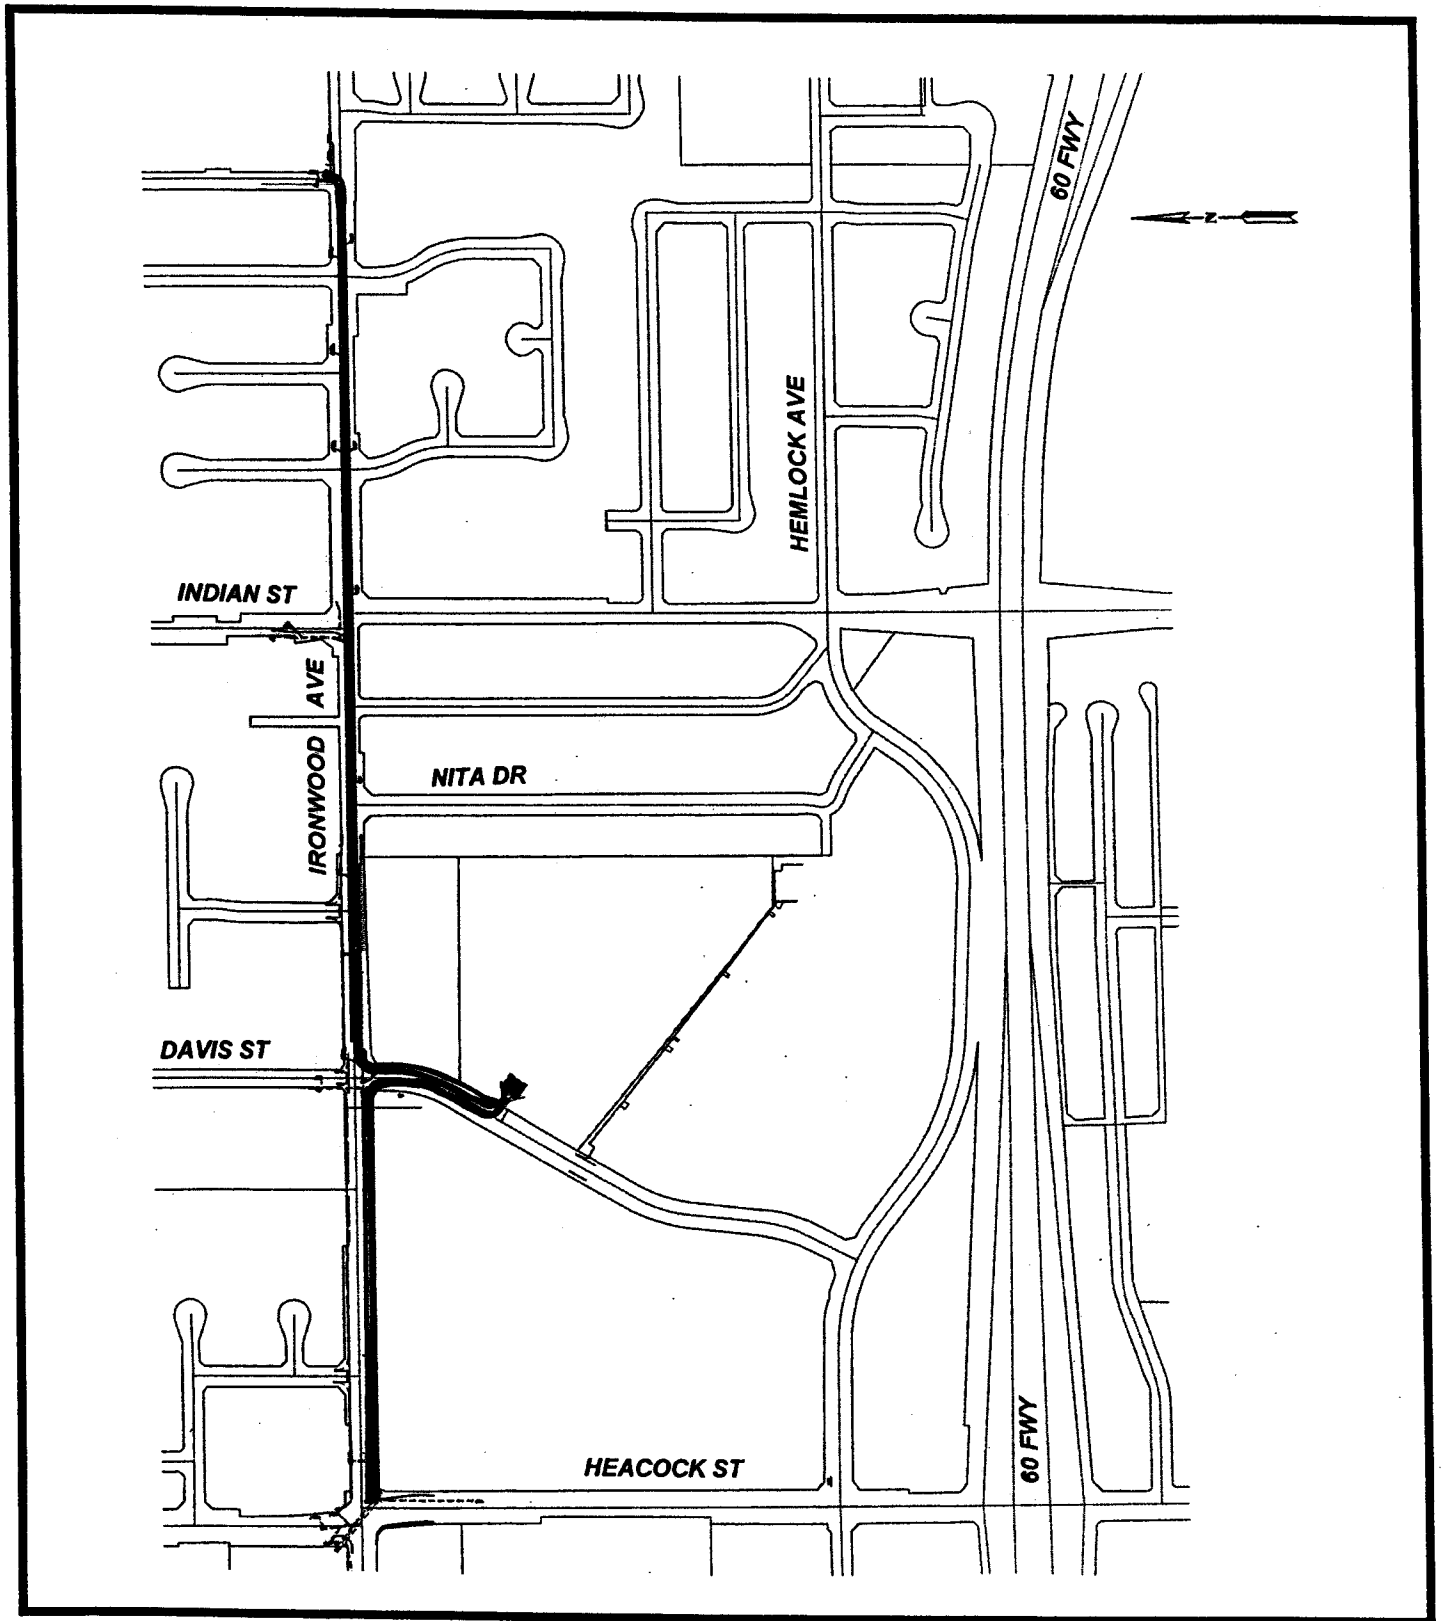 60 FWY
N
HEMLOCK AVE
INDIAN ST
IRONWOOD AVE
NITA DR
DAVIS ST
HEACOCK ST
60 FWY